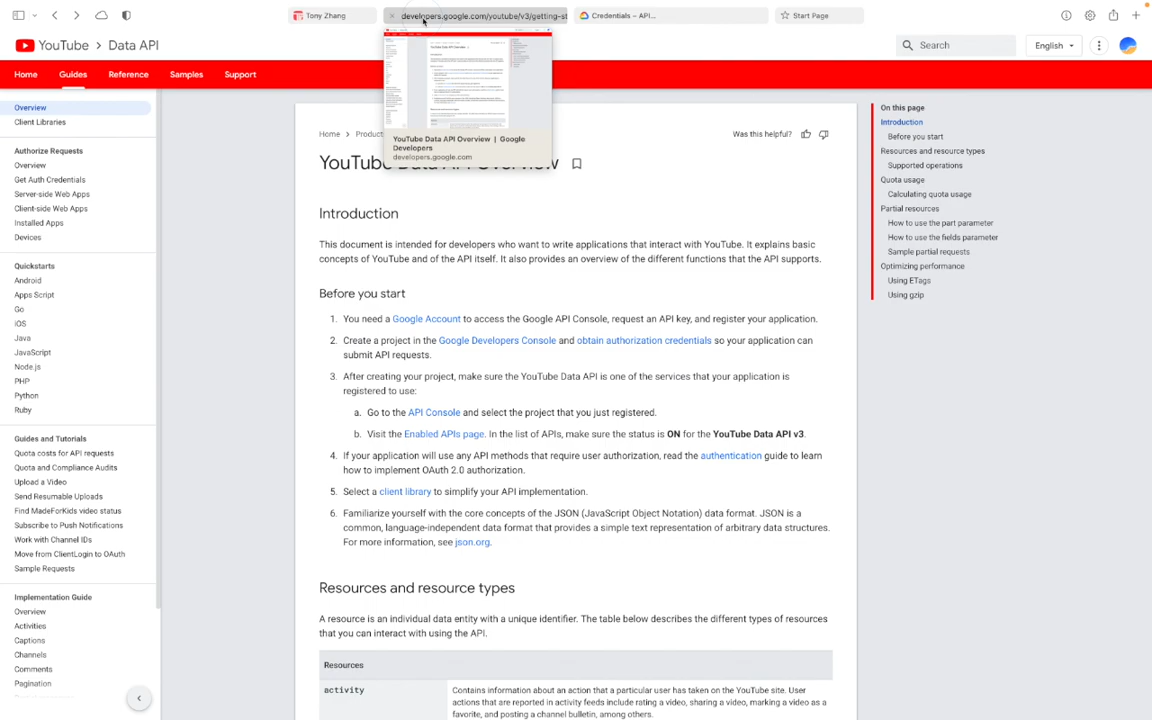 Tony Zhang
developers.google.com/youtube/v3/getting-st
Credentials – API...
Start Page
YouTube > Data API
Search
English
Home
Guides
Reference
Samples
Support
YouTube Data API Overview | Google
Developers
developers.google.com
Overview
Client Libraries
Authorize Requests
Overview
Get Auth Credentials
Server-side Web Apps
Client-side Web Apps
Installed Apps
Devices
Quickstarts
Android
Apps Script
Go
iOS
Java
JavaScript
Node.js
PHP
Python
Ruby
Guides and Tutorials
Quota costs for API requests
Quota and Compliance Audits
Upload a Video
Send Resumable Uploads
Find MadeForKids video status
Subscribe to Push Notifications
Work with Channel IDs
Move from ClientLogin to OAuth
Sample Requests
Implementation Guide
Overview
Activities
Captions
Channels
Comments
Pagination
Home > Product
Was this helpful?
YouTube Data API Overview
Introduction
This document is intended for developers who want to write applications that interact with YouTube. It explains basic
concepts of YouTube and of the API itself. It also provides an overview of the different functions that the API supports.
Before you start
1. You need a Google Account to access the Google API Console, request an API key, and register your application.
2. Create a project in the Google Developers Console and obtain authorization credentials so your application can
submit API requests.
3. After creating your project, make sure the YouTube Data API is one of the services that your application is
registered to use:
a. Go to the API Console and select the project that you just registered.
b. Visit the Enabled APIs page. In the list of APIs, make sure the status is ON for the YouTube Data API v3.
4. If your application will use any API methods that require user authorization, read the authentication guide to learn
how to implement OAuth 2.0 authorization.
5. Select a client library to simplify your API implementation.
6. Familiarize yourself with the core concepts of the JSON (JavaScript Object Notation) data format. JSON is a
common, language-independent data format that provides a simple text representation of arbitrary data structures.
For more information, see json.org.
Resources and resource types
A resource is an individual data entity with a unique identifier. The table below describes the different types of resources
that you can interact with using the API.
Resources
activity
Contains information about an action that a particular user has taken on the YouTube site. User
actions that are reported in activity feeds include rating a video, sharing a video, marking a video as a
favorite, and posting a channel bulletin, among others.
On this page
Introduction
Before you start
Resources and resource types
Supported operations
Quota usage
Calculating quota usage
Partial resources
How to use the part parameter
How to use the fields parameter
Sample partial requests
Optimizing performance
Using ETags
Using gzip